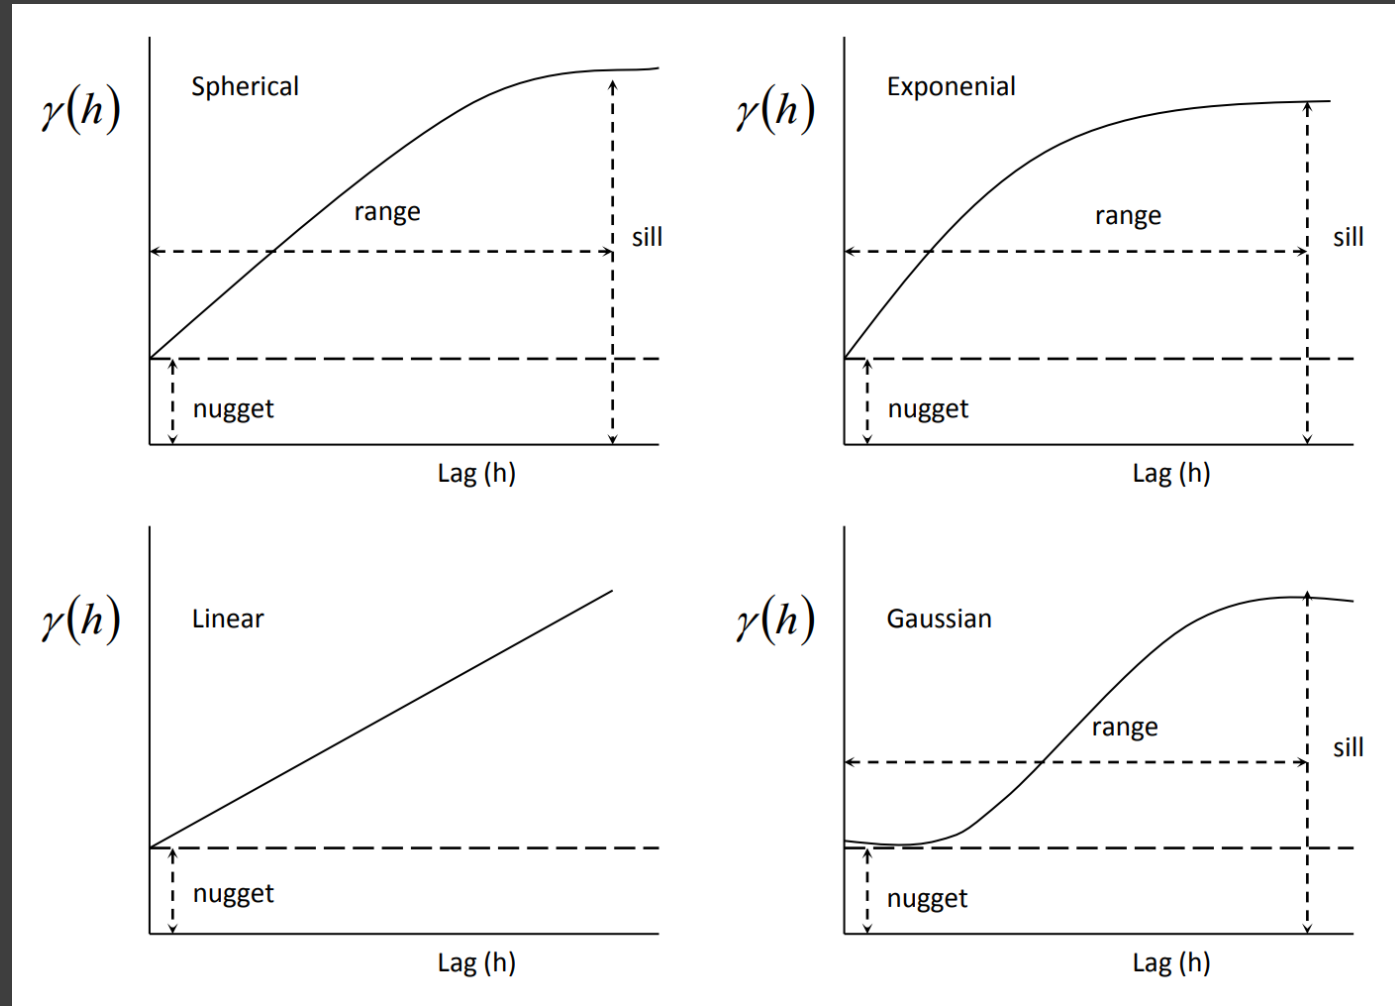 Spherical
γ(h)
range
sill
nugget
Lag (h)
Exponenial
γ(h)
range
sill
nugget
Lag (h)
Linear
γ(h)
nugget
Lag (h)
Gaussian
γ(h)
range
sill
nugget
Lag (h)